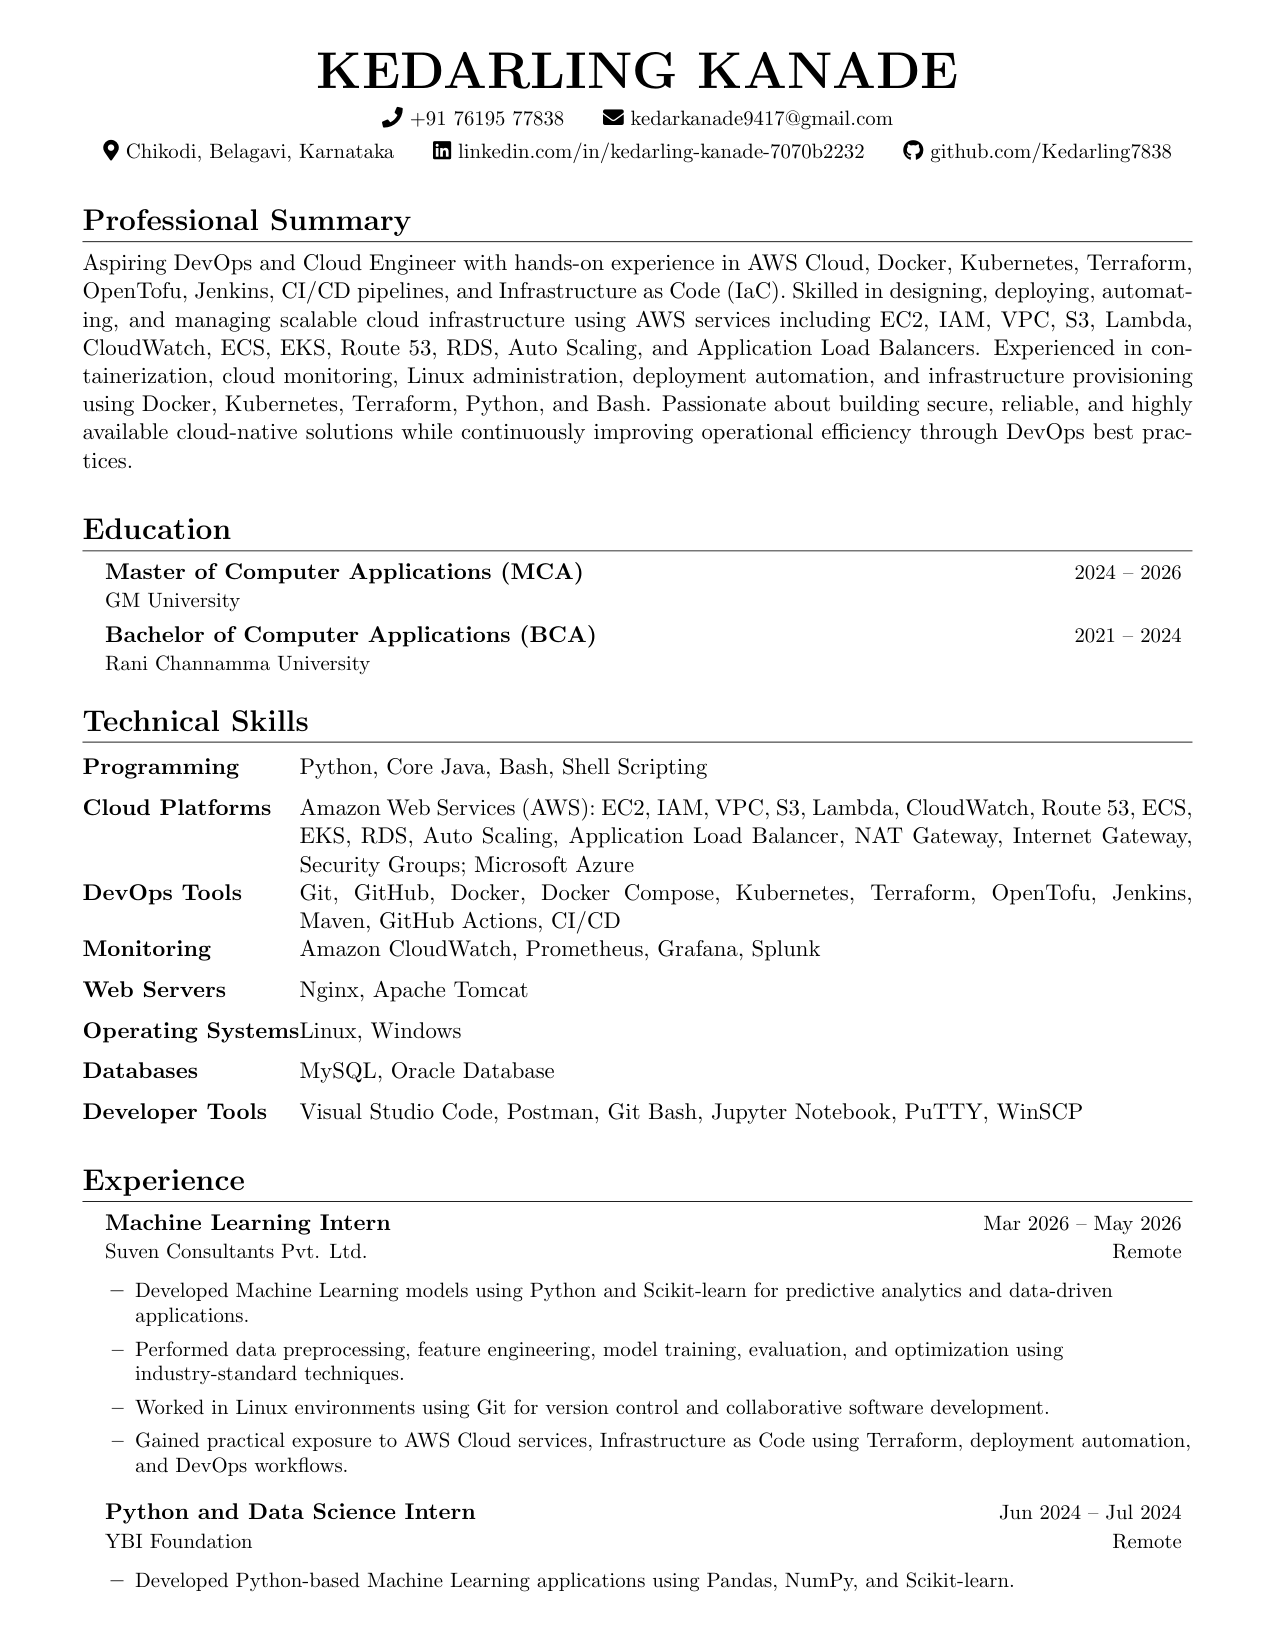 KEDARLING KANADE
+91 76195 77838 kedarkanade9417@gmail.com
Chikodi, Belagavi, Karnataka linkedin.com/in/kedarling-kanade-7070b2232 github.com/Kedarling7838
Professional Summary
Aspiring DevOps and Cloud Engineer with hands-on experience in AWS Cloud, Docker, Kubernetes, Terraform,
OpenTofu, Jenkins, CI/CD pipelines, and Infrastructure as Code (IaC). Skilled in designing, deploying, automat-
ing, and managing scalable cloud infrastructure using AWS services including EC2, IAM, VPC, S3, Lambda,
CloudWatch, ECS, EKS, Route 53, RDS, Auto Scaling, and Application Load Balancers. Experienced in con-
tainerization, cloud monitoring, Linux administration, deployment automation, and infrastructure provisioning
using Docker, Kubernetes, Terraform, Python, and Bash. Passionate about building secure, reliable, and highly
available cloud-native solutions while continuously improving operational efficiency through DevOps best prac-
tices.
Education
Master of Computer Applications (MCA) 2024 – 2026
GM University
Bachelor of Computer Applications (BCA) 2021 – 2024
Rani Channamma University
Technical Skills
Programming Python, Core Java, Bash, Shell Scripting
Cloud Platforms Amazon Web Services (AWS): EC2, IAM, VPC, S3, Lambda, CloudWatch, Route 53, ECS,
EKS, RDS, Auto Scaling, Application Load Balancer, NAT Gateway, Internet Gateway,
Security Groups; Microsoft Azure
DevOps Tools Git, GitHub, Docker, Docker Compose, Kubernetes, Terraform, OpenTofu, Jenkins,
Maven, GitHub Actions, CI/CD
Monitoring Amazon CloudWatch, Prometheus, Grafana, Splunk
Web Servers Nginx, Apache Tomcat
Operating Systems Linux, Windows
Databases MySQL, Oracle Database
Developer Tools Visual Studio Code, Postman, Git Bash, Jupyter Notebook, PuTTY, WinSCP
Experience
Machine Learning Intern Mar 2026 – May 2026
Suven Consultants Pvt. Ltd. Remote
– Developed Machine Learning models using Python and Scikit-learn for predictive analytics and data-driven
applications.
– Performed data preprocessing, feature engineering, model training, evaluation, and optimization using
industry-standard techniques.
– Worked in Linux environments using Git for version control and collaborative software development.
– Gained practical exposure to AWS Cloud services, Infrastructure as Code using Terraform, deployment automation,
and DevOps workflows.
Python and Data Science Intern Jun 2024 – Jul 2024
YBI Foundation Remote
– Developed Python-based Machine Learning applications using Pandas, NumPy, and Scikit-learn.